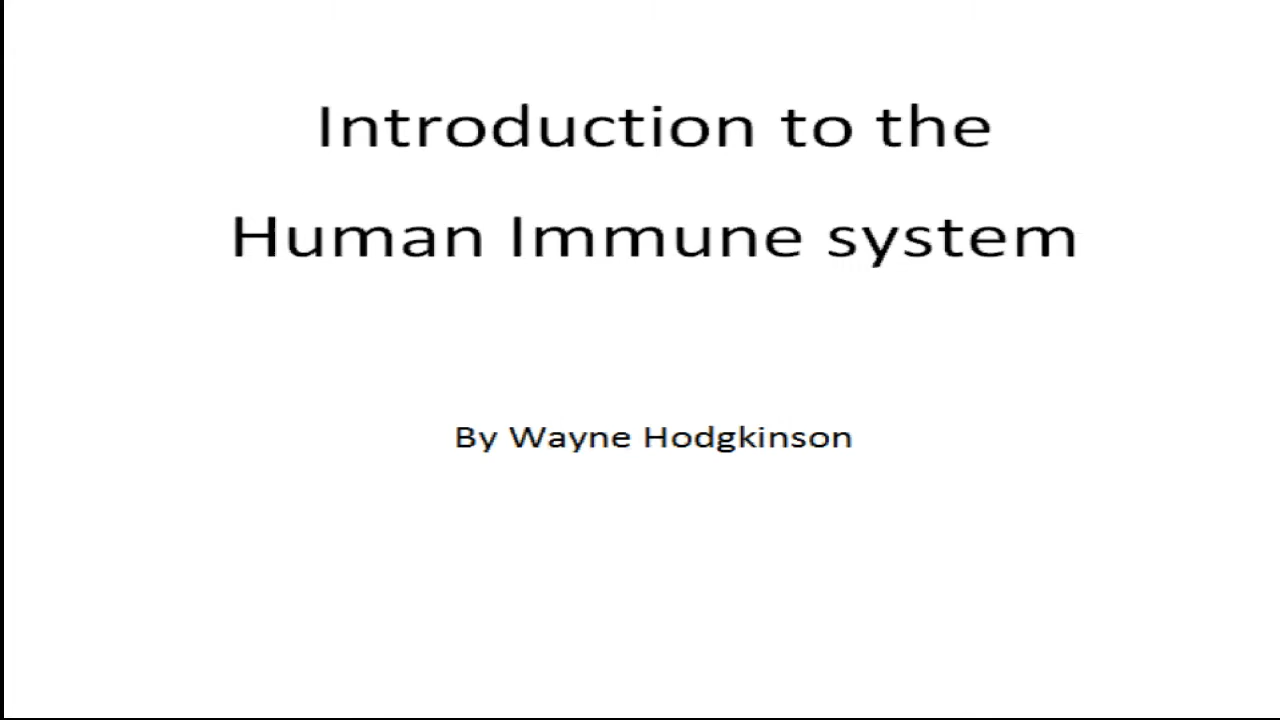 Introduction to the
Human Immune system
By Wayne Hodgkinson